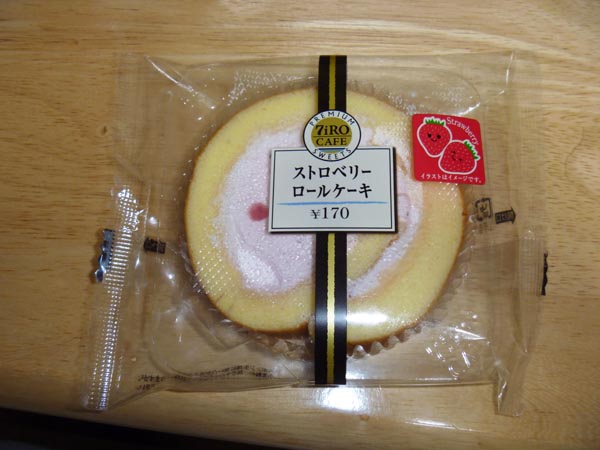 PREMIUM
7iRO
CAFE
SWEETS
ストロベリー
ロールケーキ
¥170
Strawberry
イラストはイメージです。